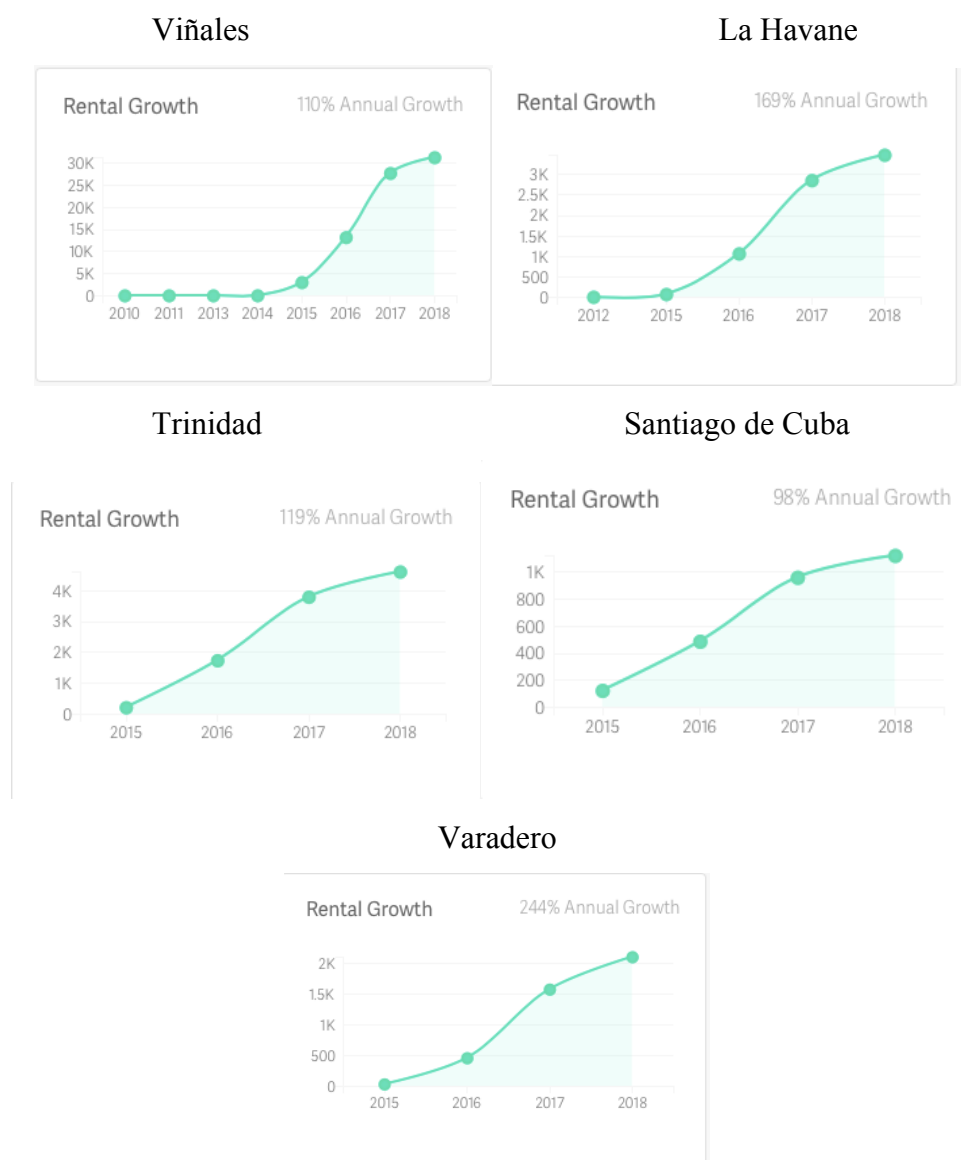 Viñales
La Havane
Rental Growth
110% Annual Growth
30K
25K
20K
15K
10K
5K
0
2010 2011 2013 2014 2015 2016 2017 2018
Rental Growth
169% Annual Growth
3K
2.5K
2K
1.5K
1K
500
0
2012 2015 2016 2017 2018
Trinidad
Santiago de Cuba
Rental Growth
119% Annual Growth
4K
3K
2K
1K
0
2015 2016 2017 2018
Rental Growth
98% Annual Growth
1K
800
600
400
200
0
2015 2016 2017 2018
Varadero
Rental Growth
244% Annual Growth
2K
1.5K
1K
500
0
2015 2016 2017 2018